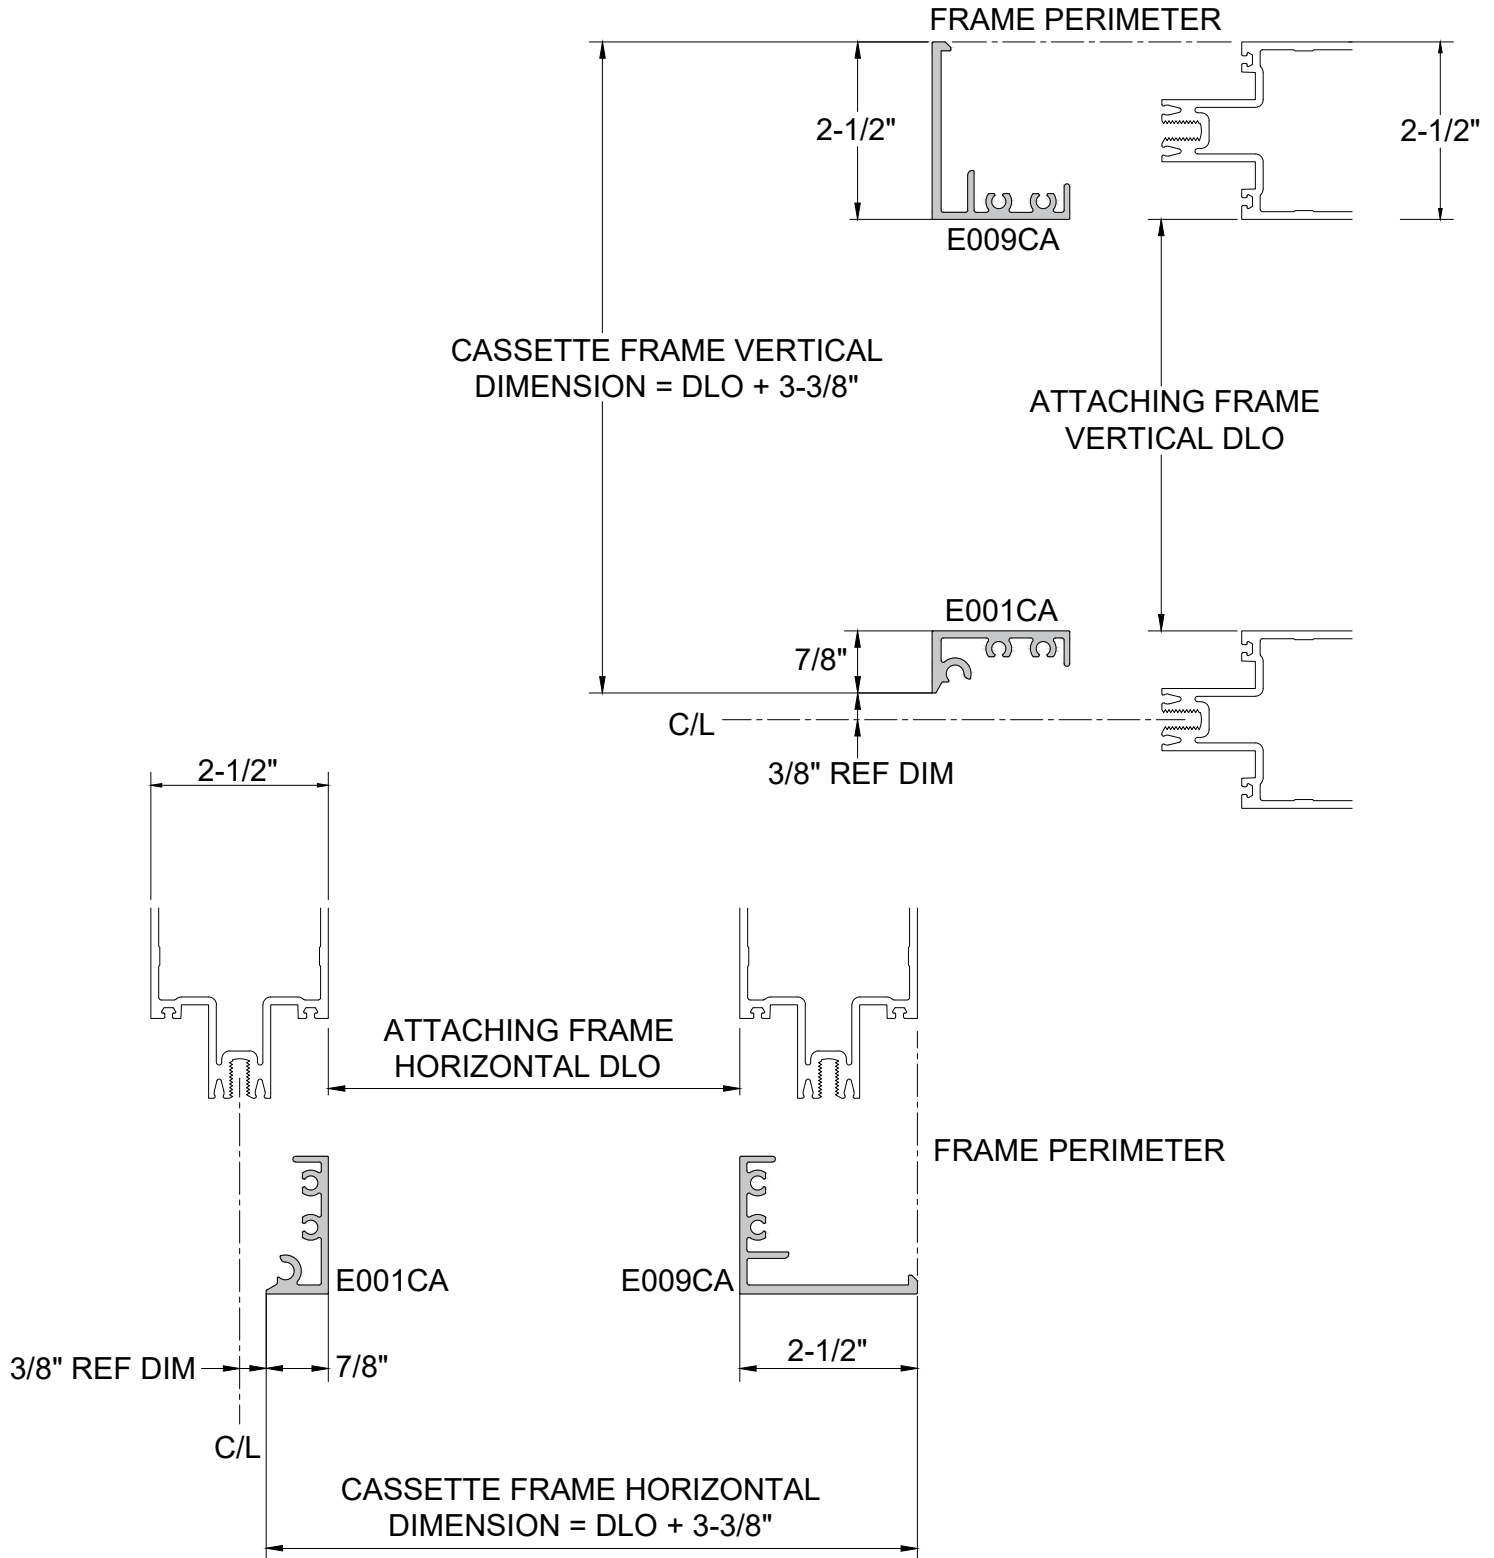 FRAME PERIMETER
2-1/2"
2-1/2"
E009CA
CASSETTE FRAME VERTICAL
DIMENSION = DLO + 3-3/8"
ATTACHING FRAME
VERTICAL DLO
E001CA
7/8"
C/L
3/8" REF DIM
2-1/2"
ATTACHING FRAME
HORIZONTAL DLO
FRAME PERIMETER
E001CA
E009CA
2-1/2"
3/8" REF DIM
7/8"
C/L
CASSETTE FRAME HORIZONTAL
DIMENSION = DLO + 3-3/8"